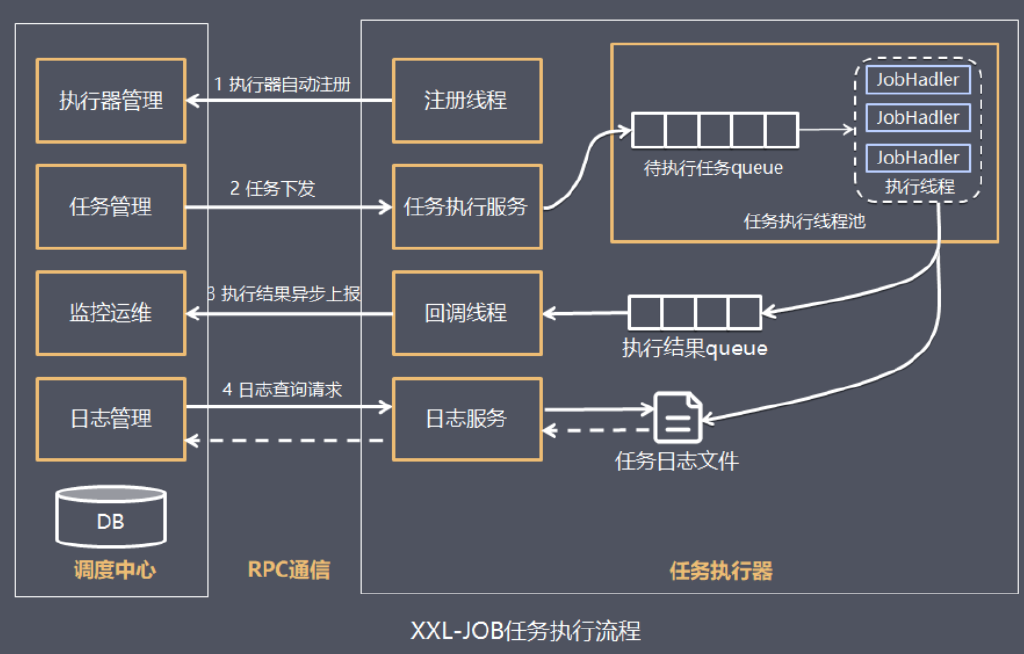 执行器管理
1 执行器自动注册
注册线程
JobHadler
JobHadler
JobHadler
执行线程
待执行任务queue
任务执行线程池
任务管理
2 任务下发
任务执行服务
监控运维
3 执行结果异步上报
回调线程
执行结果queue
日志管理
4 日志查询请求
日志服务
任务日志文件
DB
调度中心
RPC通信
任务执行器
XXL-JOB任务执行流程